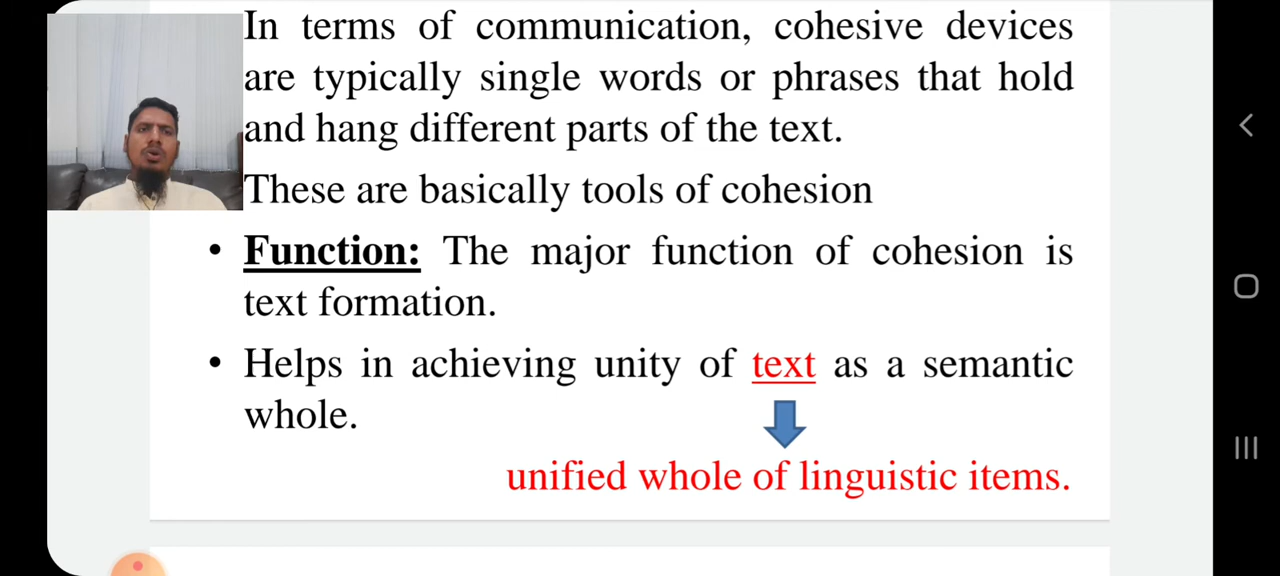 In terms of communication, cohesive devices
are typically single words or phrases that hold
and hang different parts of the text.
These are basically tools of cohesion
• Function: The major function of cohesion is
text formation.
• Helps in achieving unity of text as a semantic
whole.
unified whole of linguistic items.